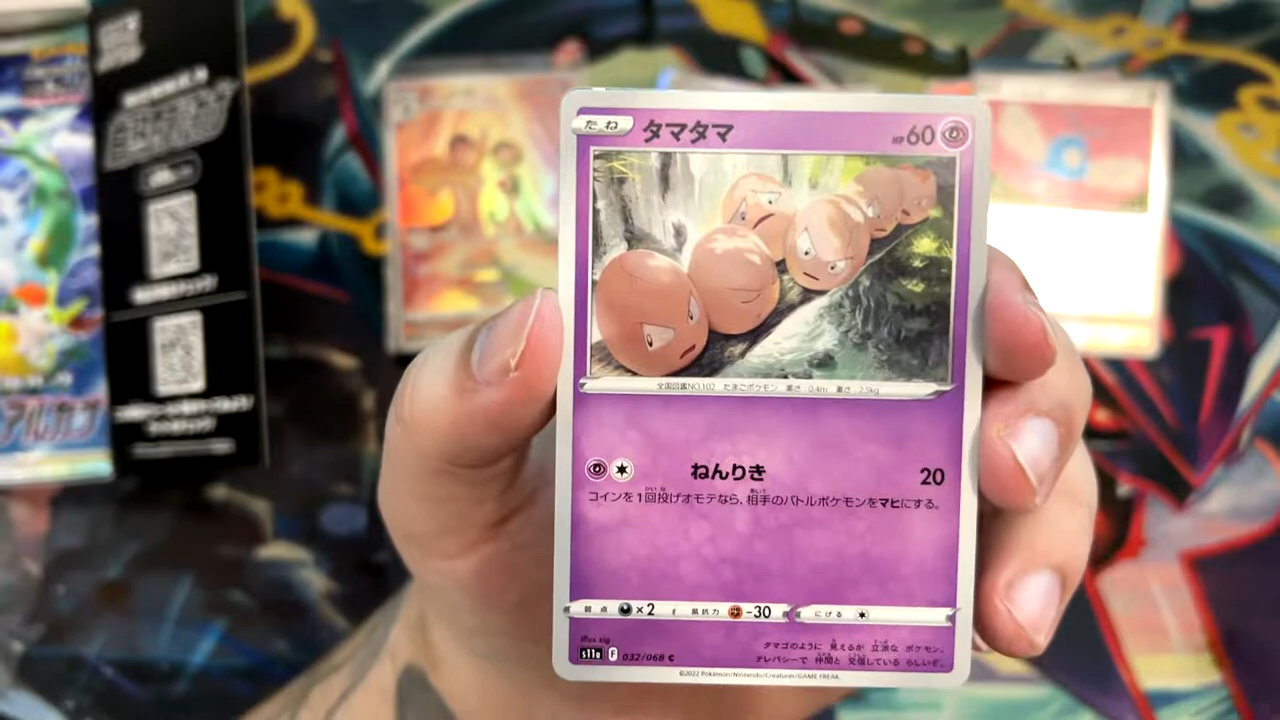 たね タマタマ HP60
全国図鑑NO.102 たまごポケモン 高さ 0.4m 重さ 2.5kg
ねんりき 20
コインを1回投げオモテなら、相手のバトルポケモンをマヒにする。
弱点 ×2 抵抗力 -30 にげる
illus. sig
s11a F 032/068 C
タマゴのように 見えるが 立派な ポケモン。
テレパシーで 仲間と 交信している らしいぞ。
©2022 Pokémon/Nintendo/Creatures/GAME FREAK.
アルカナ